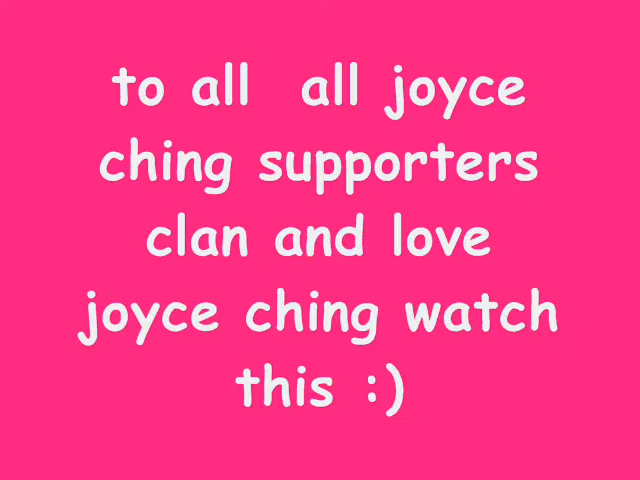 to all  all joyce
ching supporters
clan and love
joyce ching watch
this :)